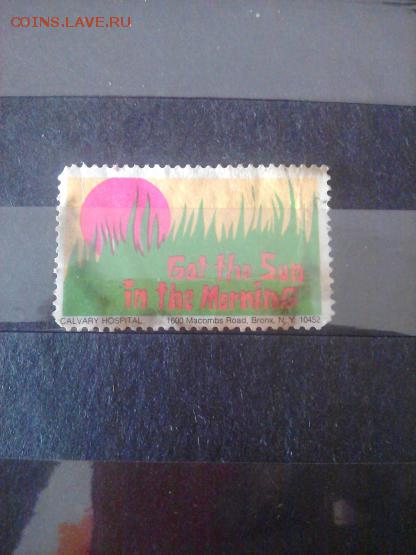 COINS.LAVE.RU
Got the Sun
in the Morning
CALVARY HOSPITAL 1600 Macombs Road, Bronx, N.Y. 10452